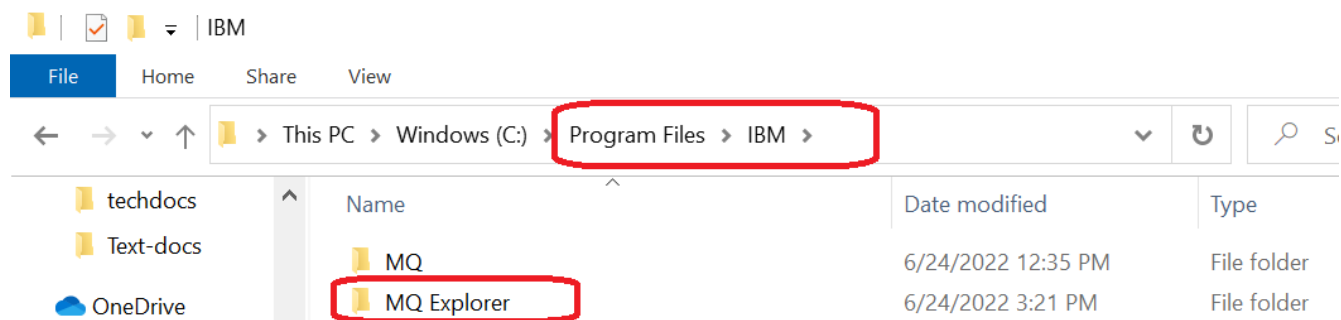 IBM
File Home Share View
This PC > Windows (C:) > Program Files > IBM >
techdocs
Name Date modified Type
Text-docs
MQ 6/24/2022 12:35 PM File folder
OneDrive
MQ Explorer 6/24/2022 3:21 PM File folder